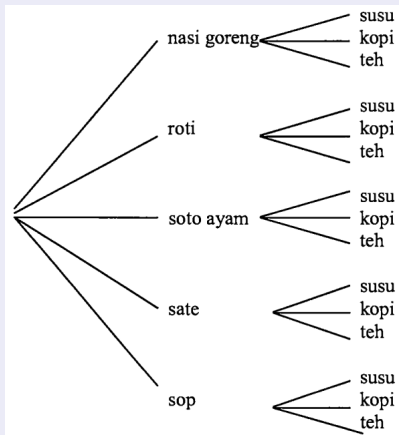 susu
nasi goreng kopi
teh
susu
roti kopi
teh
susu
soto ayam kopi
teh
susu
sate kopi
teh
susu
sop kopi
teh